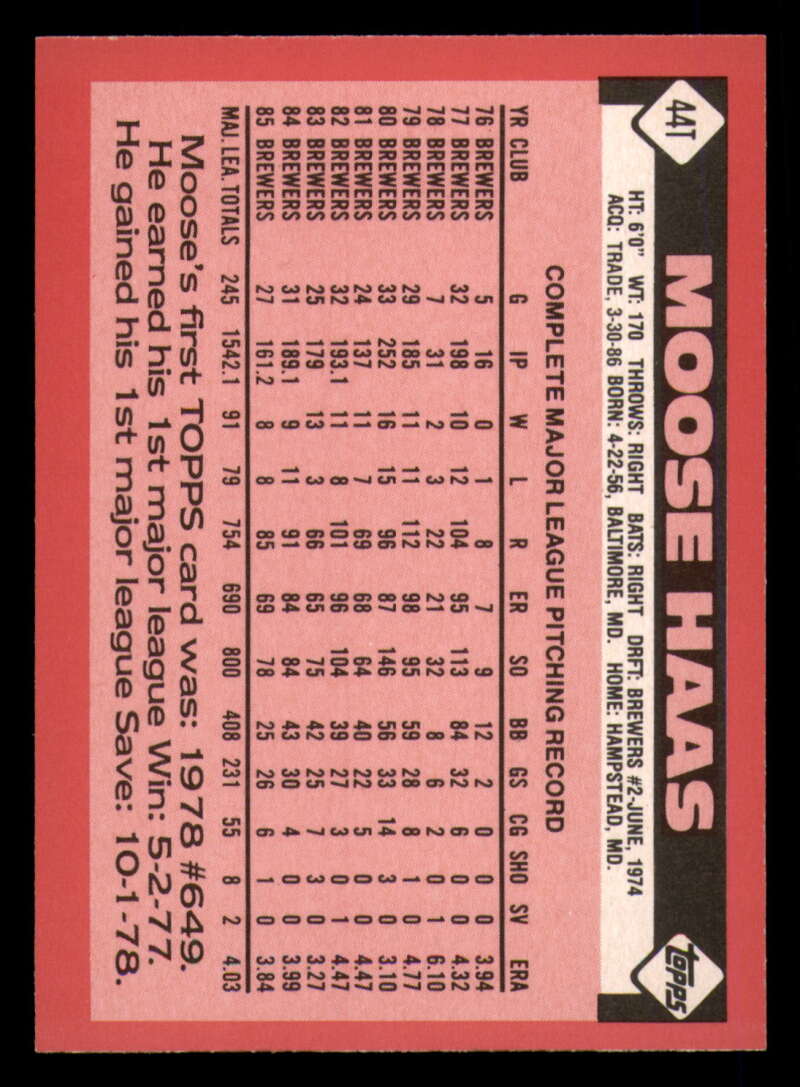 44T
MOOSE HAAS
topps
HT: 6'0" WT: 170 THROWS: RIGHT BATS: RIGHT DRFT: BREWERS #2-JUNE, 1974
ACQ: TRADE, 3-30-86 BORN: 4-22-56, BALTIMORE, MD. HOME: HAMPSTEAD, MD.
COMPLETE MAJOR LEAGUE PITCHING RECORD
YR CLUB G IP W L R ER SO BB GS CG SHO SV ERA
76 BREWERS 5 16 0 1 8 7 9 12 2 0 0 0 3.94
77 BREWERS 32 198 10 12 104 95 113 84 32 6 0 0 4.32
78 BREWERS 7 31 2 3 22 21 32 8 6 2 0 1 6.10
79 BREWERS 29 185 11 11 112 98 95 59 28 8 1 0 4.77
80 BREWERS 33 252 16 15 96 87 146 56 33 14 3 0 3.10
81 BREWERS 24 137 11 7 69 68 64 40 22 5 0 0 4.47
82 BREWERS 32 193.1 11 8 101 96 104 39 27 3 0 1 4.47
83 BREWERS 25 179 13 3 66 65 75 42 25 7 3 0 3.27
84 BREWERS 31 189.1 9 11 91 84 84 43 30 4 0 0 3.99
85 BREWERS 27 161.2 8 8 85 69 78 25 26 6 1 0 3.84
MAJ. LEA. TOTALS 245 1542.1 91 79 754 690 800 408 231 55 8 2 4.03
Moose's first TOPPS card was: 1978 #649.
He earned his 1st major league Win: 5-2-77.
He gained his 1st major league Save: 10-1-78.